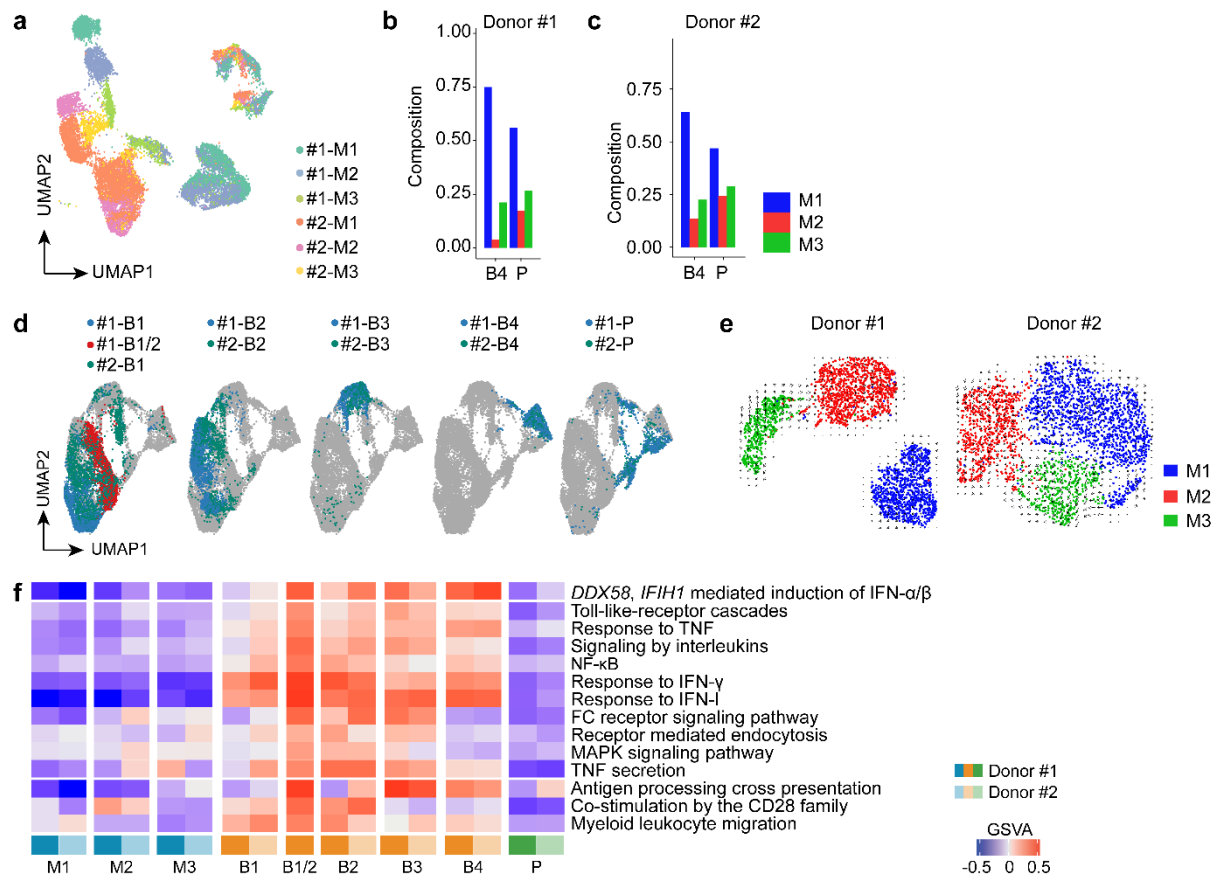 a
UMAP2
UMAP1
#1-M1
#1-M2
#1-M3
#2-M1
#2-M2
#2-M3
b
Donor #1
Composition
1.00
0.75
0.50
0.25
0.00
B4 P
c
Donor #2
Composition
0.75
0.50
0.25
0.00
B4 P
M1
M2
M3
d
#1-B1
#1-B1/2
#2-B1
#1-B2
#2-B2
#1-B3
#2-B3
#1-B4
#2-B4
#1-P
#2-P
UMAP2
UMAP1
e
Donor #1
Donor #2
M1
M2
M3
f
DDX58, IFIH1 mediated induction of IFN-α/β
Toll-like-receptor cascades
Response to TNF
Signaling by interleukins
NF-κB
Response to IFN-γ
Response to IFN-I
FC receptor signaling pathway
Receptor mediated endocytosis
MAPK signaling pathway
TNF secretion
Antigen processing cross presentation
Co-stimulation by the CD28 family
Myeloid leukocyte migration
M1 M2 M3 B1 B1/2 B2 B3 B4 P
Donor #1
Donor #2
GSVA
-0.5 0.5